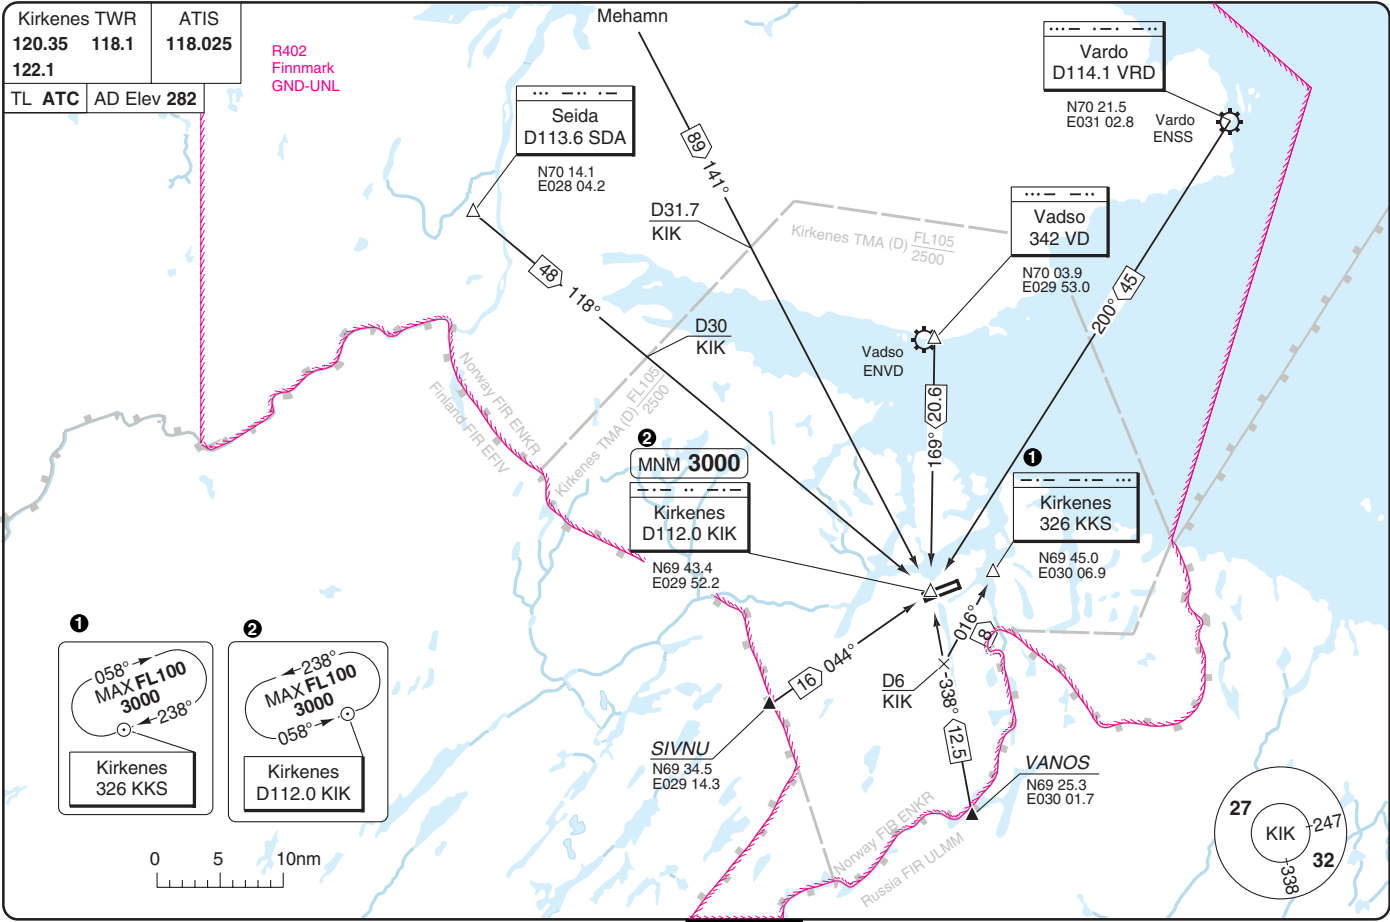 Kirkenes TWR
120.35 118.1
122.1
ATIS
118.025
TL ATC
AD Elev 282
R402
Finnmark
GND-UNL
Mehamn
Seida
D113.6 SDA
N70 14.1
E028 04.2
Vardo
D114.1 VRD
N70 21.5
E031 02.8
Vardo
ENSS
89 141°
D31.7
KIK
Kirkenes TMA (D) FL105
2500
Vadso
342 VD
N70 03.9
E029 53.0
48 118°
200° 45
D30
KIK
Vadso
ENVD
Norway FIR ENKR
Finland FIR EFIV
Kirkenes TMA (D) FL105
2500
169° 20.6
2
MNM 3000
Kirkenes
D112.0 KIK
N69 43.4
E029 52.2
1
Kirkenes
326 KKS
N69 45.0
E030 06.9
1
058°
MAX FL100
3000
238°
Kirkenes
326 KKS
2
238°
MAX FL100
3000
058°
Kirkenes
D112.0 KIK
16 044°
016° 8
D6
KIK
338°
12.5
SIVNU
N69 34.5
E029 14.3
VANOS
N69 25.3
E030 01.7
Norway FIR ENKR
Russia FIR ULMM
27
KIK
247
32
338
0 5 10nm